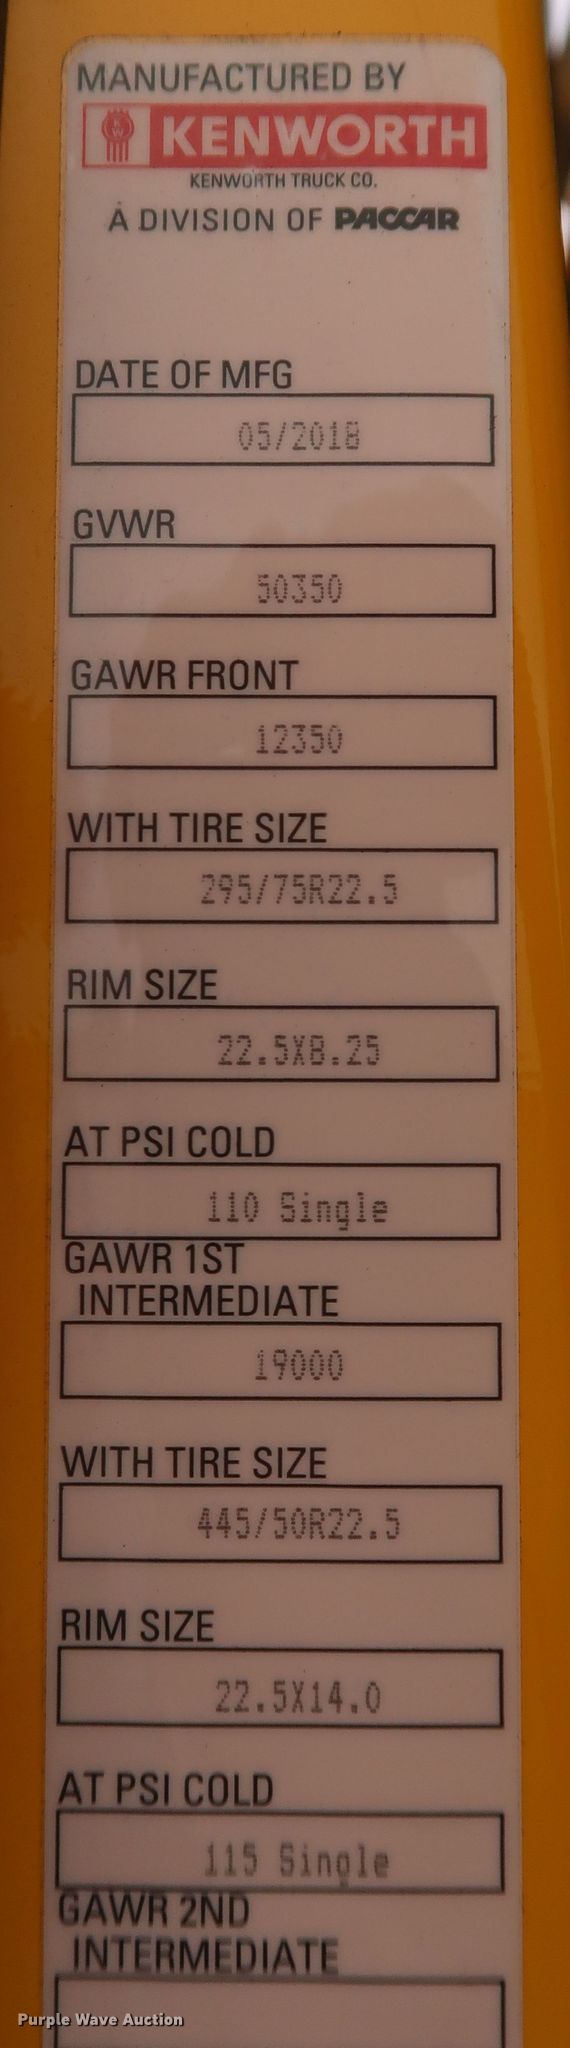 MANUFACTURED BY
KW KENWORTH
KENWORTH TRUCK CO.
A DIVISION OF PACCAR
DATE OF MFG
05/2018
GVWR
50350
GAWR FRONT
12350
WITH TIRE SIZE
295/75R22.5
RIM SIZE
22.5X8.25
AT PSI COLD
110 Single
GAWR 1ST
INTERMEDIATE
19000
WITH TIRE SIZE
445/50R22.5
RIM SIZE
22.5X14.0
AT PSI COLD
115 Single
GAWR 2ND
INTERMEDIATE
Purple Wave Auction